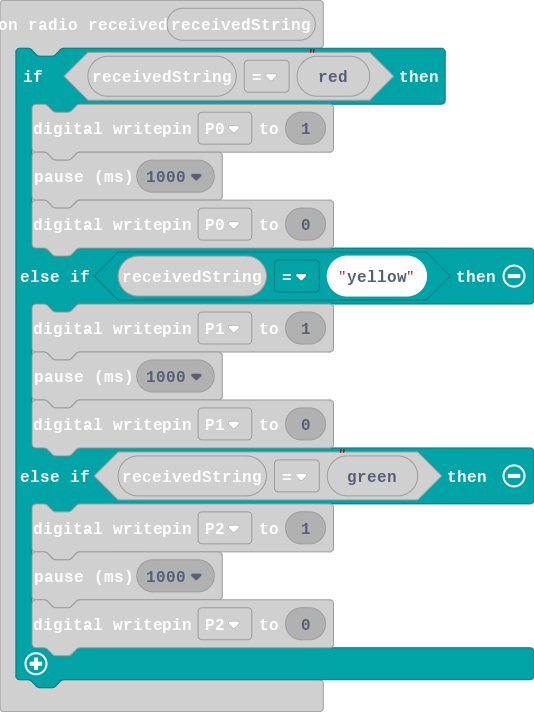 on radio received receivedString
if receivedString = " red then
digital writepin P0 to 1
pause (ms) 1000
digital writepin P0 to 0
else if receivedString = "yellow" then
digital writepin P1 to 1
pause (ms) 1000
digital writepin P1 to 0
else if receivedString = " green then
digital writepin P2 to 1
pause (ms) 1000
digital writepin P2 to 0